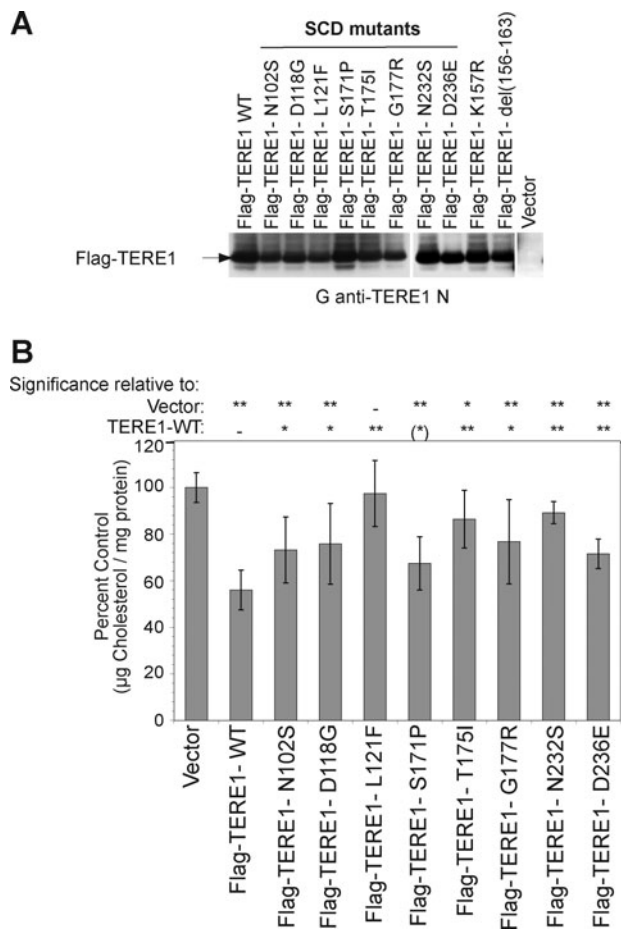 A
SCD mutants
Flag-TERE1 WT
Flag-TERE1- N102S
Flag-TERE1- D118G
Flag-TERE1- L121F
Flag-TERE1- S171P
Flag-TERE1- T175I
Flag-TERE1- G177R
Flag-TERE1- N232S
Flag-TERE1- D236E
Flag-TERE1- K157R
Flag-TERE1- del(156-163)
Vector
Flag-TERE1
G anti-TERE1 N
B
Significance relative to:
Vector: ** ** ** - ** * ** ** **
TERE1-WT: - * * ** (*) ** * ** **
120
100
80
60
40
20
0
Percent Control
(µg Cholesterol / mg protein)
Vector
Flag-TERE1- WT
Flag-TERE1- N102S
Flag-TERE1- D118G
Flag-TERE1- L121F
Flag-TERE1- S171P
Flag-TERE1- T175I
Flag-TERE1- G177R
Flag-TERE1- N232S
Flag-TERE1- D236E